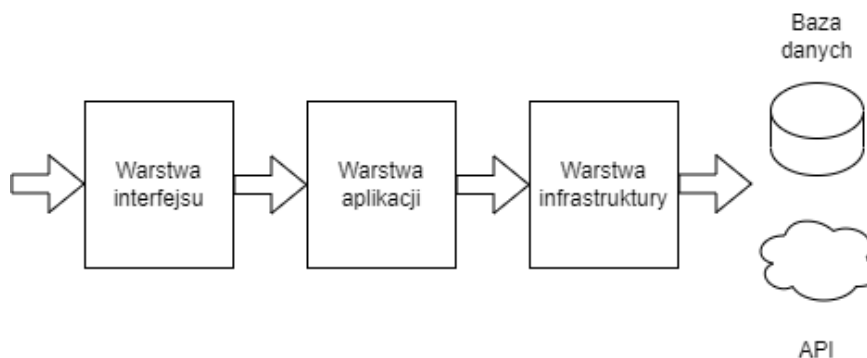 Baza
danych
Warstwa
interfejsu
Warstwa
aplikacji
Warstwa
infrastruktury
API